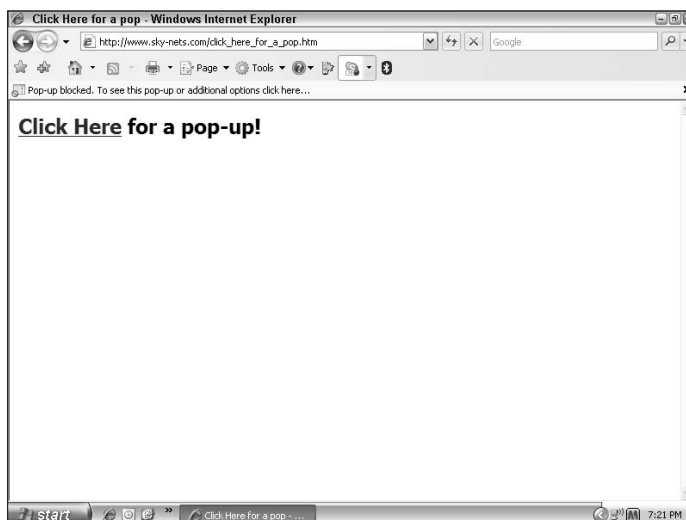 Click Here for a pop - Windows Internet Explorer
http://www.sky-nets.com/click_here_for_a_pop.htm
Google
Page Tools
Pop-up blocked. To see this pop-up or additional options click here...
Click Here for a pop-up!
start
Click Here for a pop - ...
7:21 PM